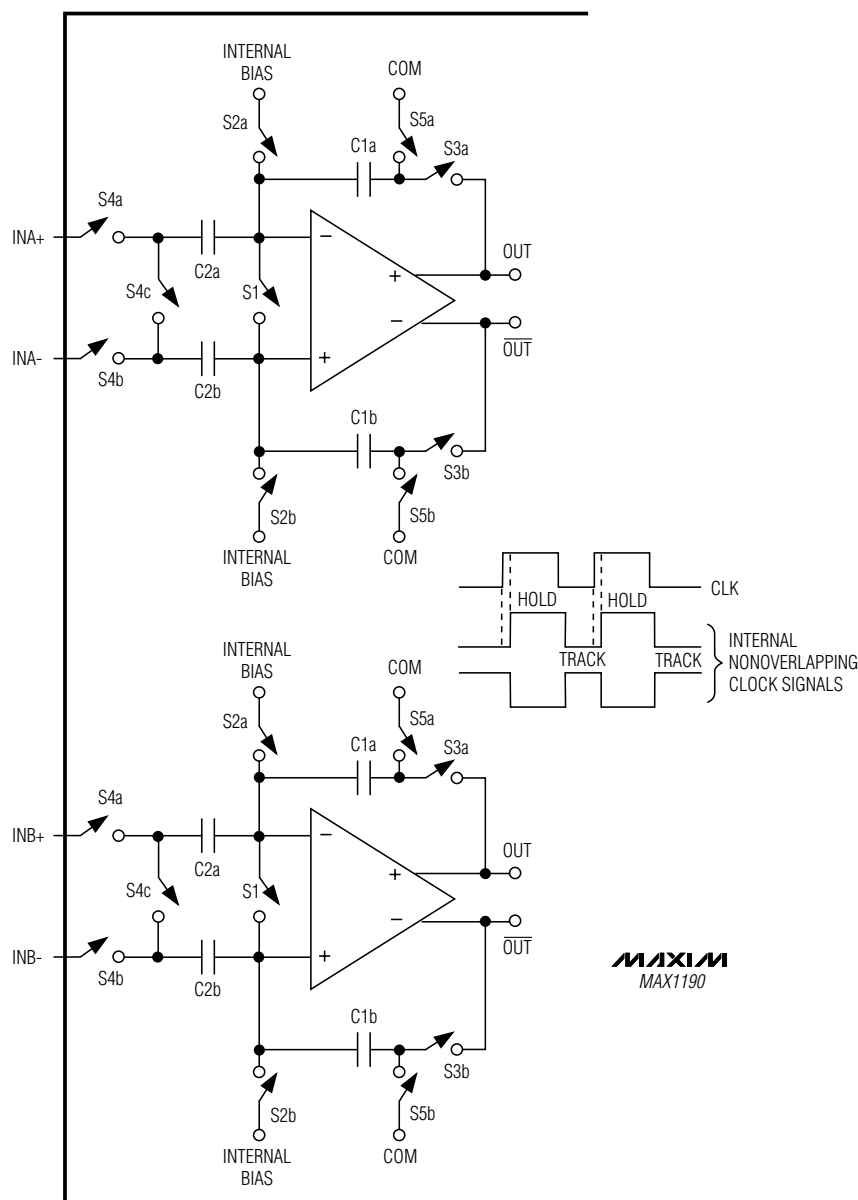 INTERNAL
BIAS
COM
S2a
S5a
C1a
S3a
S4a
INA+
C2a
OUT
S4c
S1
−
+
+
−
INA-
S4b
C2b
OUT
C1b
S3b
S2b
S5b
INTERNAL
BIAS
COM
CLK
HOLD
HOLD
TRACK
TRACK
INTERNAL
NONOVERLAPPING
CLOCK SIGNALS
INTERNAL
BIAS
COM
S2a
S5a
C1a
S3a
S4a
INB+
C2a
OUT
S4c
S1
−
+
+
−
INB-
S4b
C2b
OUT
C1b
S3b
S2b
S5b
INTERNAL
BIAS
COM
MAXIM
MAX1190